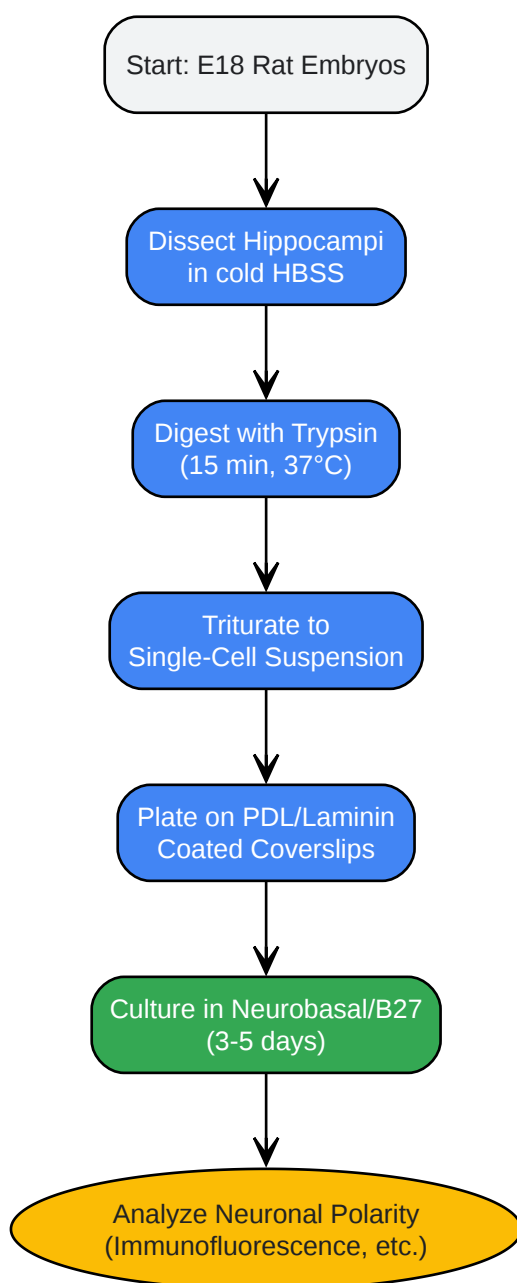 Start: E18 Rat Embryos
Dissect Hippocampi
in cold HBSS
Digest with Trypsin
(15 min, 37°C)
Triturate to
Single-Cell Suspension
Plate on PDL/Laminin
Coated Coverslips
Culture in Neurobasal/B27
(3-5 days)
Analyze Neuronal Polarity
(Immunofluorescence, etc.)